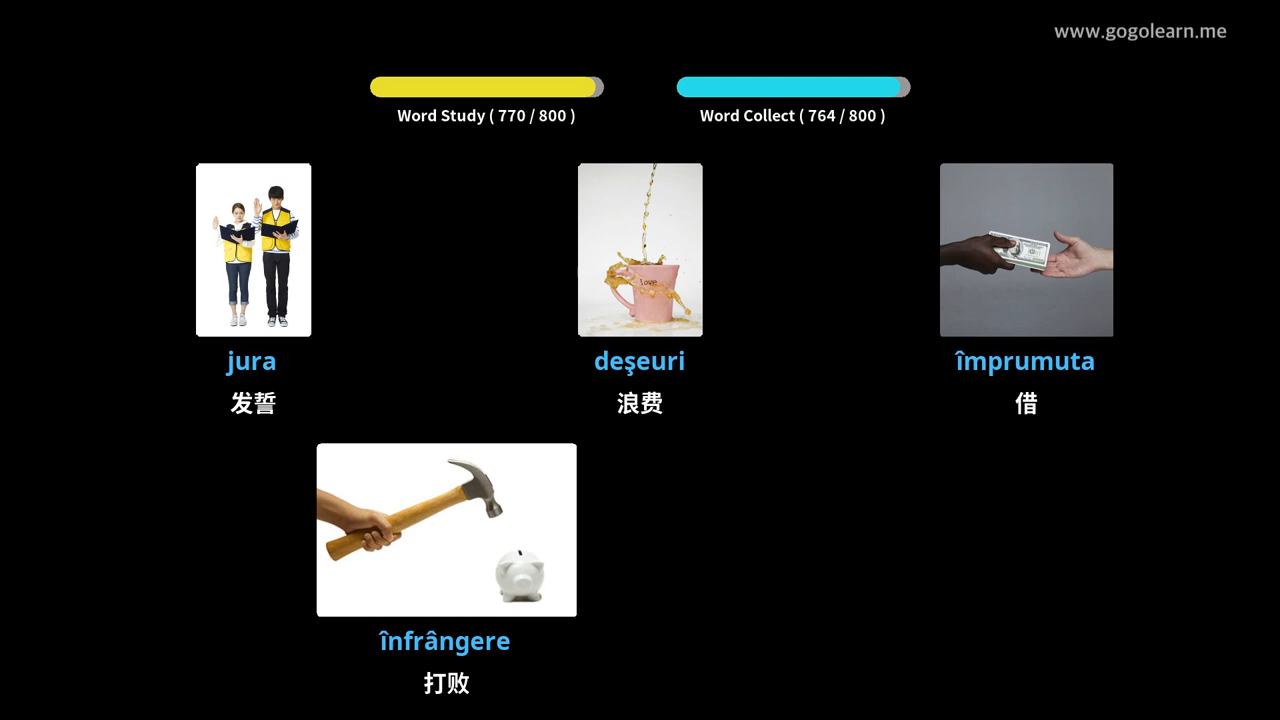 www.gogolearn.me
Word Study ( 770 / 800 )
Word Collect ( 764 / 800 )
love
jura
deşeuri
împrumuta
发誓
浪费
借
înfrângere
打败